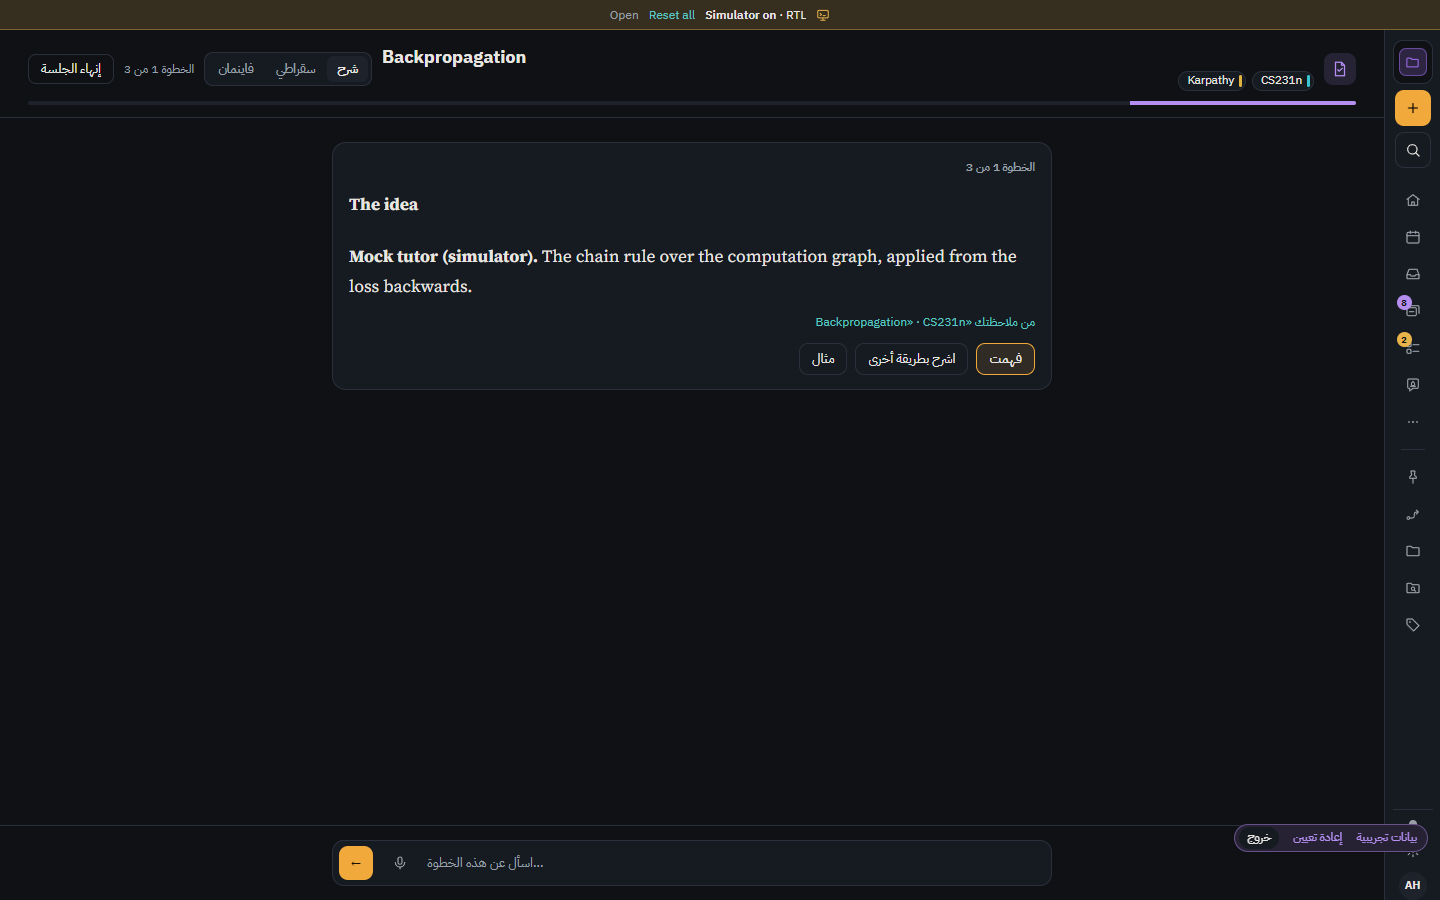 Open Reset all Simulator on · RTL
Backpropagation
CS231n Karpathy
شرح سقراطي فاينمان
الخطوة 1 من 3
إنهاء الجلسة
الخطوة 1 من 3
The idea
Mock tutor (simulator). The chain rule over the computation graph, applied from the
loss backwards.
من ملاحظتك «Backpropagation» · CS231n
فهمت اشرح بطريقة أخرى مثال
اسأل عن هذه الخطوة...
8
2
بيانات تجريبية إعادة تعيين خروج
AH